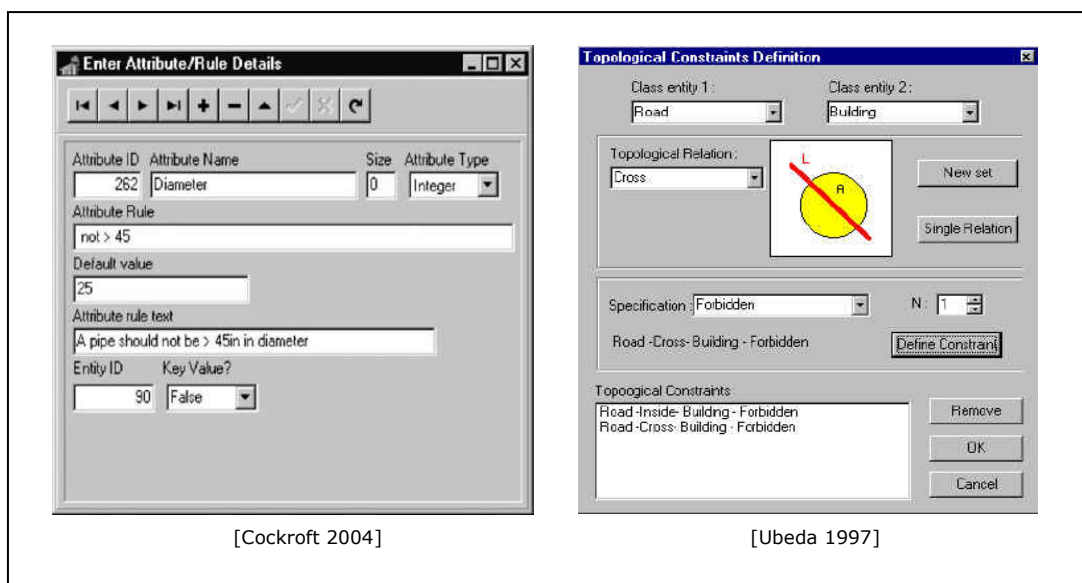 Enter Attribute/Rule Details
Attribute ID Attribute Name Size Attribute Type
262 Diameter 0 Integer
Attribute Rule
not > 45
Default value
25
Attribute rule text
A pipe should not be > 45in in diameter
Entity ID Key Value?
90 False
[Cockroft 2004]
Topological Constraints Definition
Class entity 1 : Class entity 2 :
Road Building
Topological Relation :
Cross
L
A
New set
Single Relation
Specification : Forbidden N : 1
Road -Cross- Building - Forbidden Define Constraint
Topoogical Constraints
Road -Inside- Building - Forbidden
Road -Cross- Building - Forbidden
Remove
OK
Cancel
[Ubeda 1997]